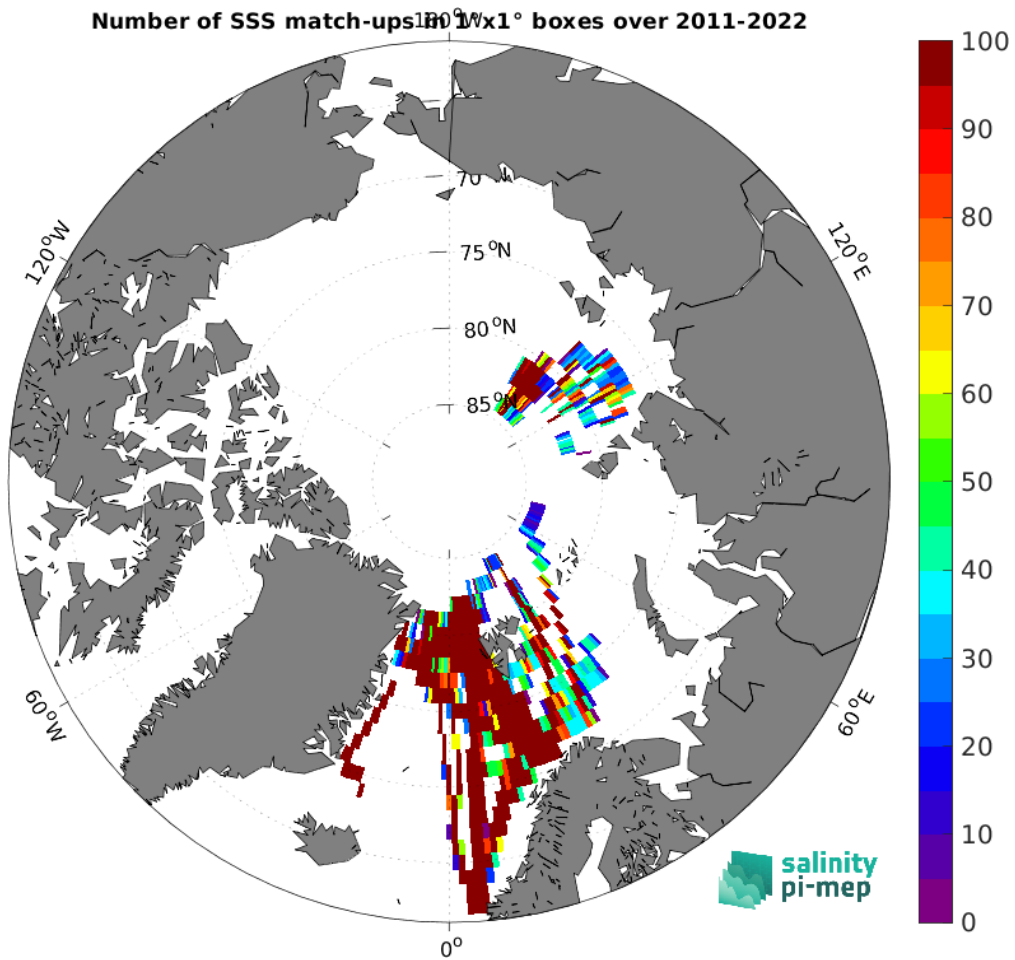 Number of SSS match-ups in 1°x1° boxes over 2011-2022
180°W
120°W
120°E
70°N
75°N
80°N
85°N
60°W
60°E
0°
100
90
80
70
60
50
40
30
20
10
0
salinity
pi-mep